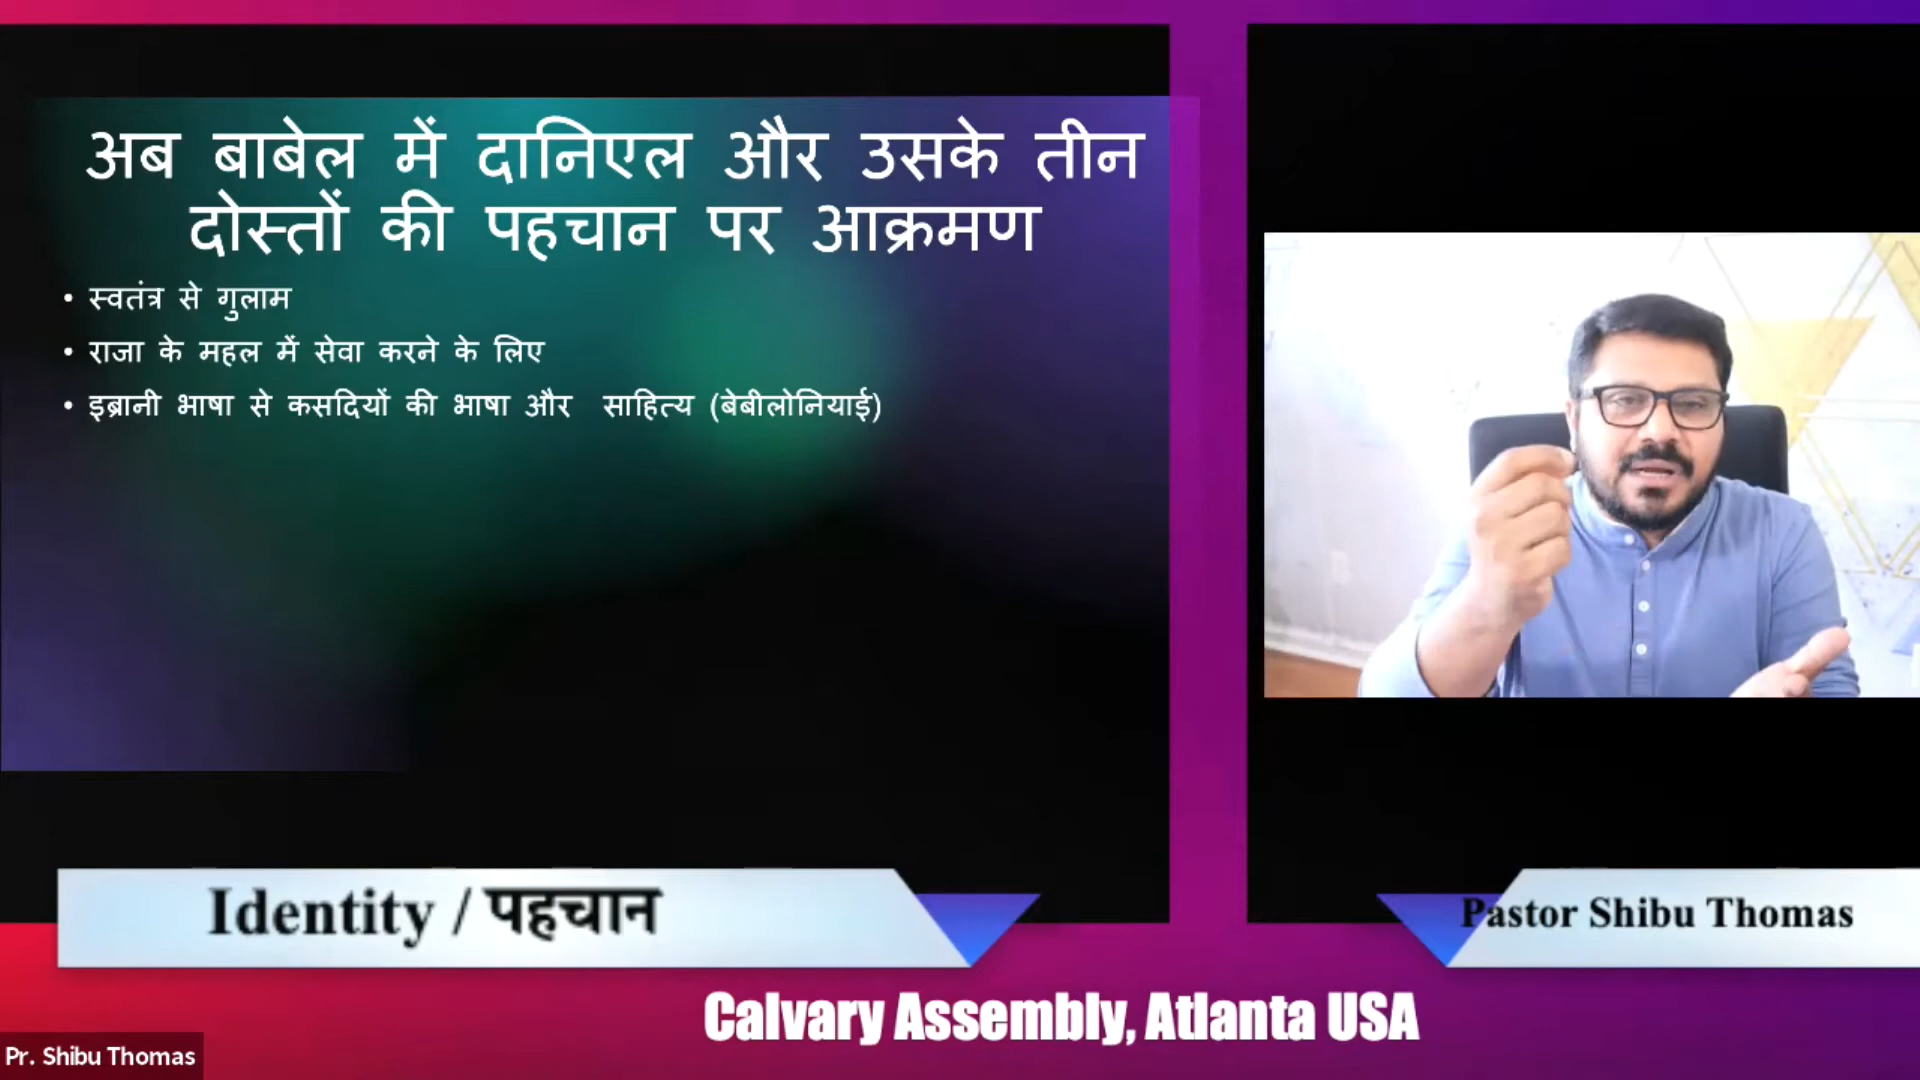 अब बाबेल में दानिएल और उसके तीन
दोस्तों की पहचान पर आक्रमण
• स्वतंत्र से गुलाम
• राजा के महल में सेवा करने के लिए
• इब्रानी भाषा से कसदियों की भाषा और साहित्य (बेबीलोनियाई)
Identity / पहचान
Pastor Shibu Thomas
Calvary Assembly, Atlanta USA
Pr. Shibu Thomas